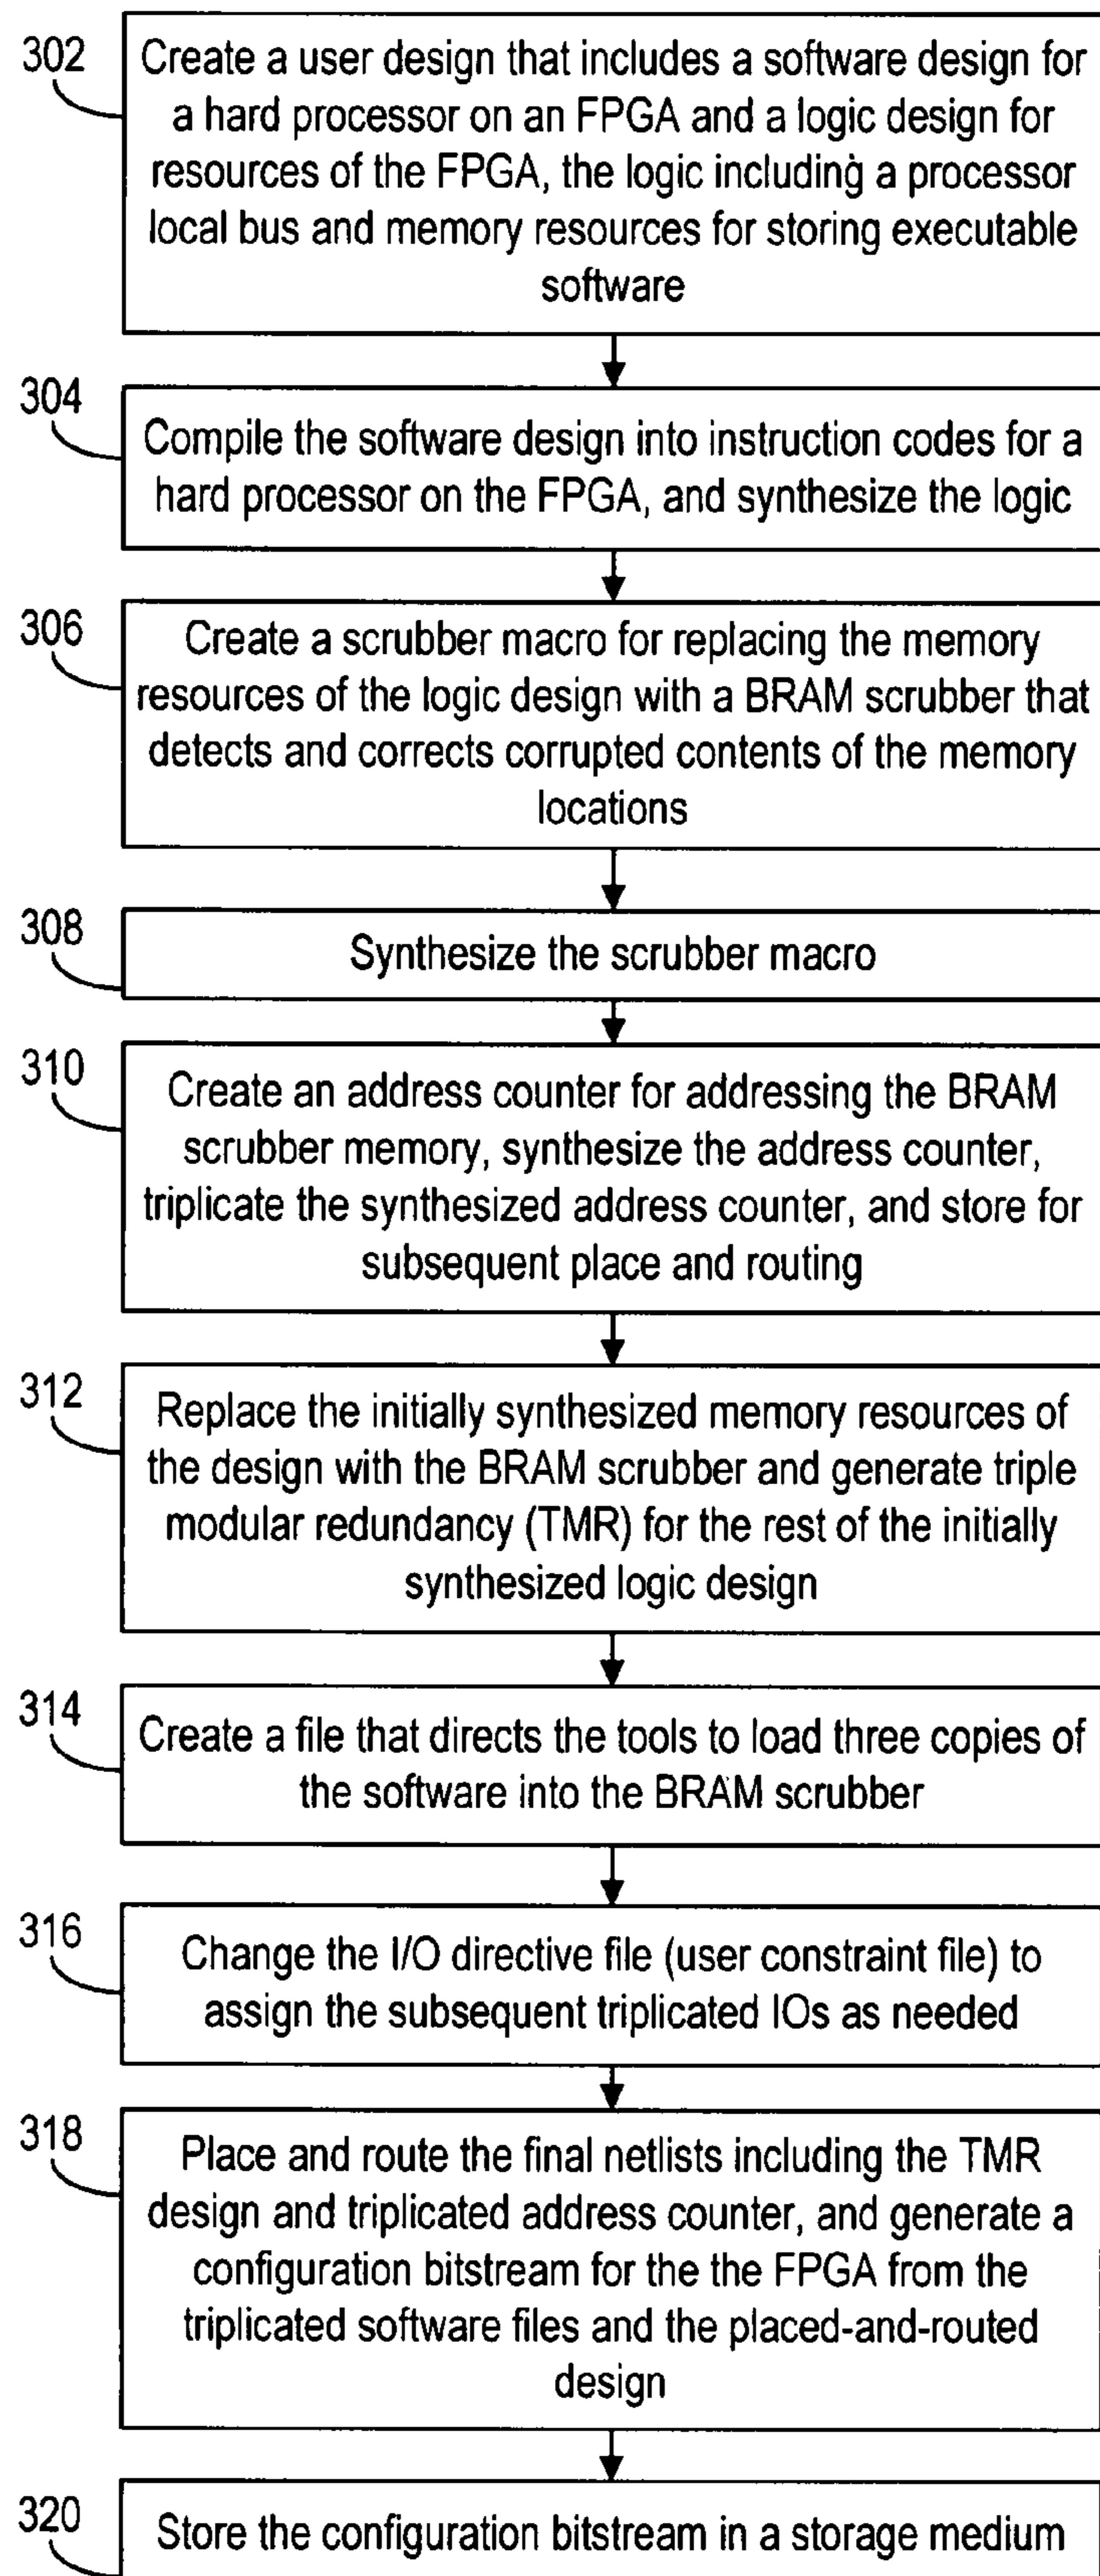 302
Create a user design that includes a software design for
a hard processor on an FPGA and a logic design for
resources of the FPGA, the logic including a processor
local bus and memory resources for storing executable
software
304
Compile the software design into instruction codes for a
hard processor on the FPGA, and synthesize the logic
306
Create a scrubber macro for replacing the memory
resources of the logic design with a BRAM scrubber that
detects and corrects corrupted contents of the memory
locations
308
Synthesize the scrubber macro
310
Create an address counter for addressing the BRAM
scrubber memory, synthesize the address counter,
triplicate the synthesized address counter, and store for
subsequent place and routing
312
Replace the initially synthesized memory resources of
the design with the BRAM scrubber and generate triple
modular redundancy (TMR) for the rest of the initially
synthesized logic design
314
Create a file that directs the tools to load three copies of
the software into the BRAM scrubber
316
Change the I/O directive file (user constraint file) to
assign the subsequent triplicated IOs as needed
318
Place and route the final netlists including the TMR
design and triplicated address counter, and generate a
configuration bitstream for the the FPGA from the
triplicated software files and the placed-and-routed
design
320
Store the configuration bitstream in a storage medium